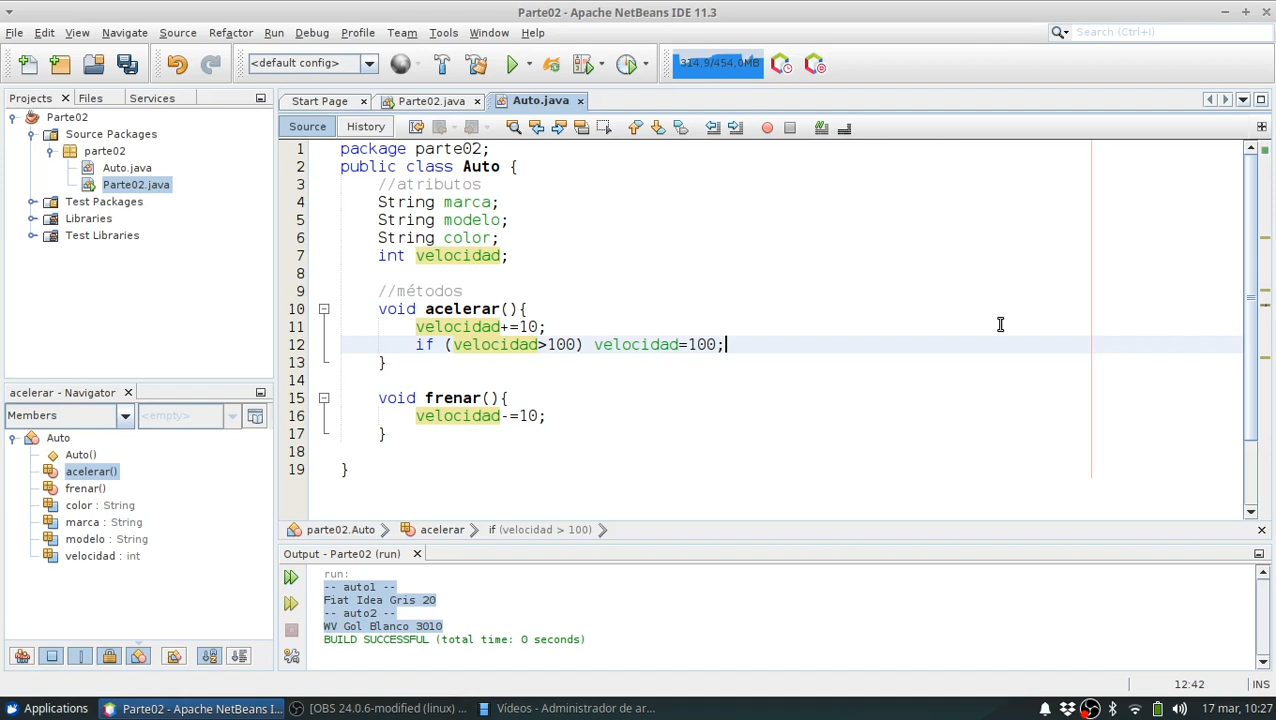 Parte02 - Apache NetBeans IDE 11.3
File Edit View Navigate Source Refactor Run Debug Profile Team Tools Window Help
Search (Ctrl+I)
<default config>
314,9/454,0MB
Projects Files Services
Start Page Parte02.java Auto.java
Source History
Parte02
Source Packages
parte02
Auto.java
Parte02.java
Test Packages
Libraries
Test Libraries
1 package parte02;
2 public class Auto {
3 //atributos
4 String marca;
5 String modelo;
6 String color;
7 int velocidad;
8
9 //métodos
10 void acelerar(){
11 velocidad+=10;
12 if (velocidad>100) velocidad=100;
13 }
14
15 void frenar(){
16 velocidad-=10;
17 }
18
19 }
acelerar() - Navigator
Members
<empty>
Auto
Auto()
acelerar()
frenar()
color : String
marca : String
modelo : String
velocidad : int
parte02.Auto acelerar if (velocidad > 100)
Output - Parte02 (run)
run:
-- auto1 --
Fiat Idea Gris 20
-- auto2 --
WV Gol Blanco 3010
BUILD SUCCESSFUL (total time: 0 seconds)
12:42 INS
Applications Parte02 - Apache NetBeans I... [OBS 24.0.6-modified (linux) ... Vídeos - Administrador de ar... 17 mar, 10:27